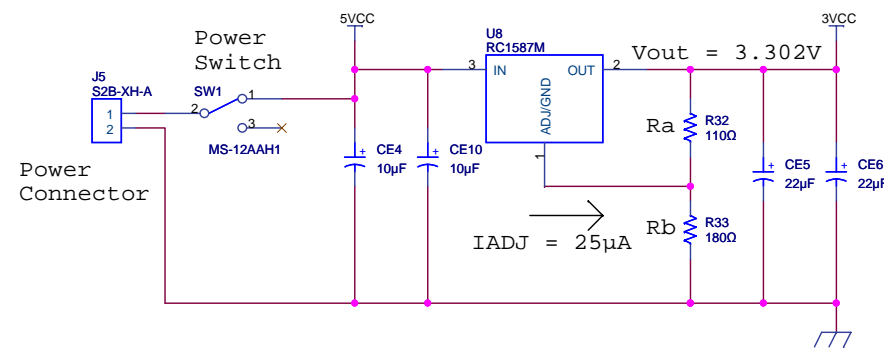 5VCC
3VCC
Power
Switch
U8
RC1587M
Vout = 3.302V
3
IN
OUT
2
J5
S2B-XH-A
SW1
1
2
3
MS-12AAH1
1
2
ADJ/GND
1
Ra
R32
110Ω
CE4
10µF
CE10
10µF
Power
Connector
CE5
22µF
CE6
22µF
Rb
R33
180Ω
IADJ = 25µA